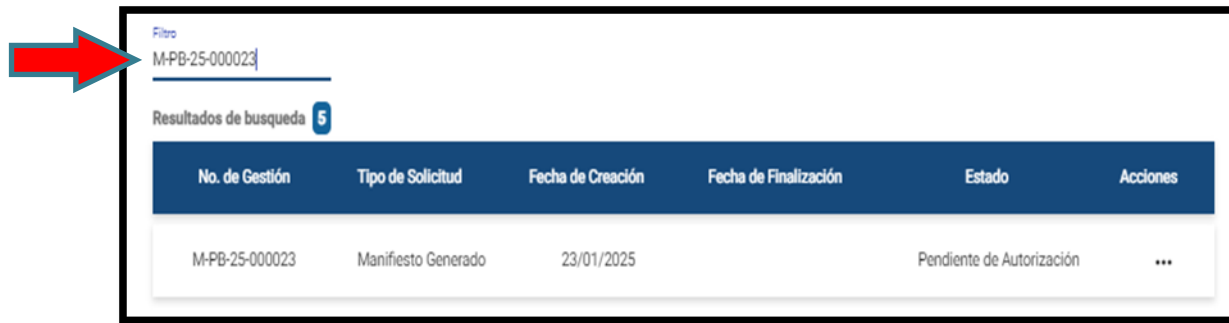 Filtro
M-PB-25-000023
Resultados de busqueda 5
No. de Gestión Tipo de Solicitud Fecha de Creación Fecha de Finalización Estado Acciones
M-PB-25-000023 Manifiesto Generado 23/01/2025 Pendiente de Autorización ...